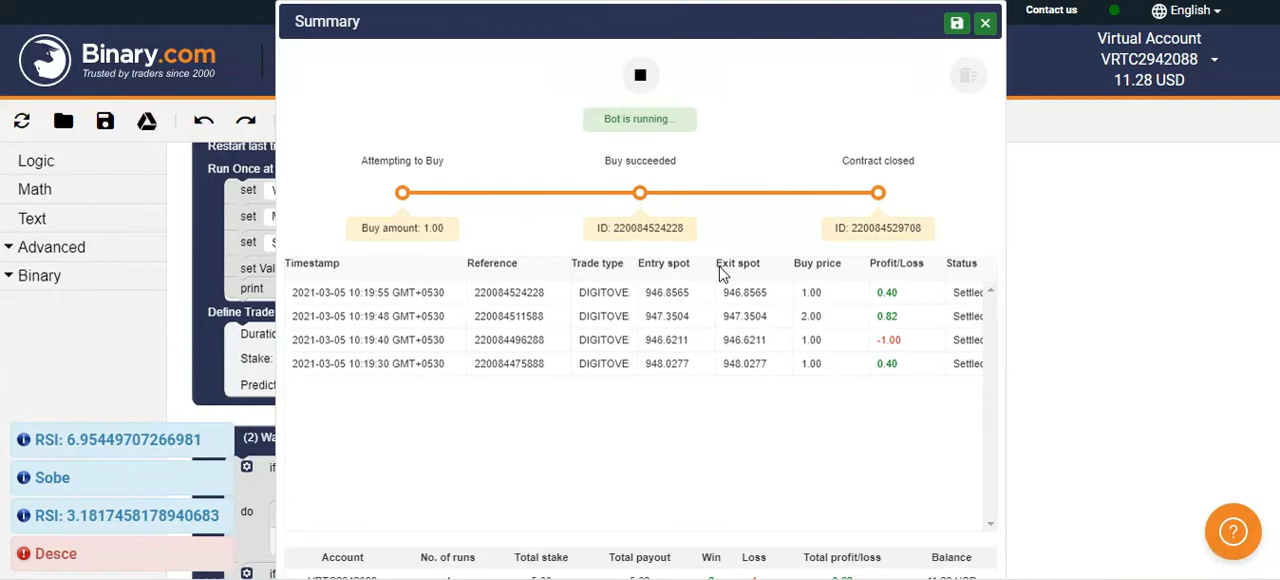 Summary
Contact us
English
Binary.com
Trusted by traders since 2000
Virtual Account
VRTC2942088
11.28 USD
Bot is running...
Attempting to Buy
Buy succeeded
Contract closed
Buy amount: 1.00
ID: 220084524228
ID: 220084529708
Logic
Math
Text
Advanced
Binary
Run Once at
set
set
set
set Val
print
Define Trade
Duratio
Stake:
Predict
Timestamp Reference Trade type Entry spot Exit spot Buy price Profit/Loss Status
2021-03-05 10:19:55 GMT+0530 220084524228 DIGITOVE 946.8565 946.8565 1.00 0.40 Settled
2021-03-05 10:19:48 GMT+0530 220084511588 DIGITOVE 947.3504 947.3504 2.00 0.82 Settled
2021-03-05 10:19:40 GMT+0530 220084496288 DIGITOVE 946.6211 946.6211 1.00 -1.00 Settled
2021-03-05 10:19:30 GMT+0530 220084475888 DIGITOVE 948.0277 948.0277 1.00 0.40 Settled
RSI: 6.95449707266981
Sobe
RSI: 3.1817458178940683
Desce
(2) Wa
if
do
if
Account No. of runs Total stake Total payout Win Loss Total profit/loss Balance